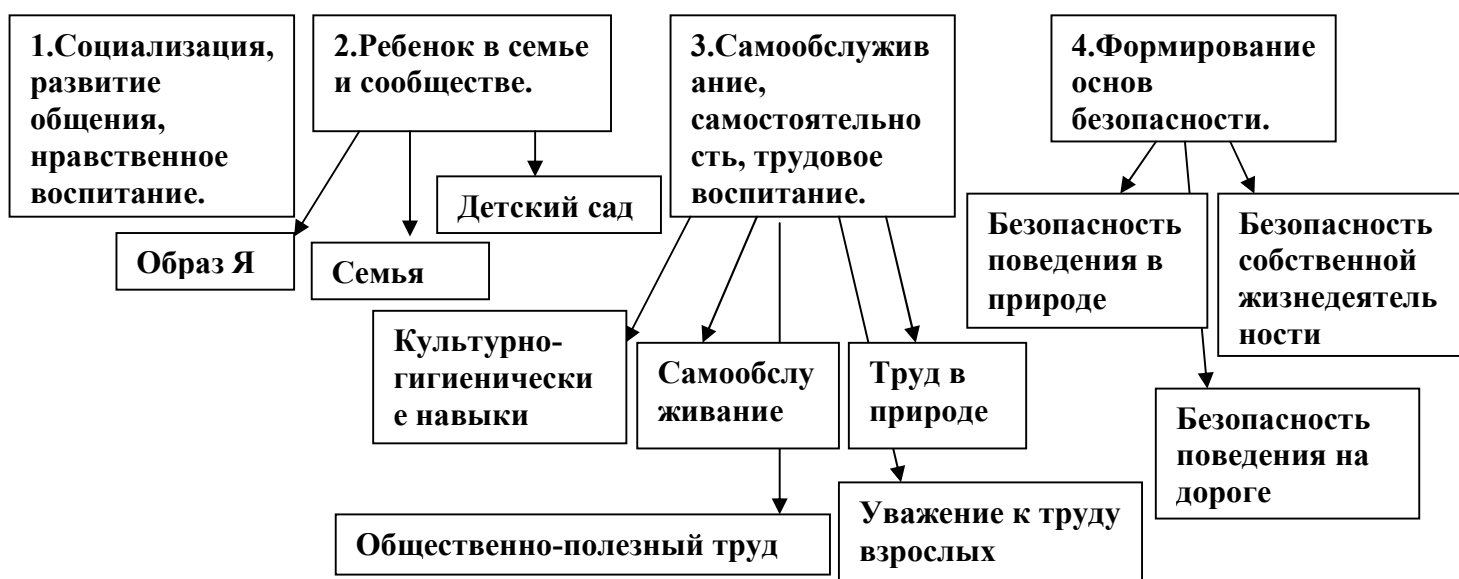 1.Социализация,
развитие
общения,
нравственное
воспитание.
2.Ребенок в семье
и сообществе.
3.Самообслужив
ание,
самостоятельно
сть, трудовое
воспитание.
4.Формирование
основ
безопасности.
Образ Я
Семья
Детский сад
Культурно-
гигиенически
е навыки
Самообслу
живание
Труд в
природе
Общественно-полезный труд
Уважение к труду
взрослых
Безопасность
поведения в
природе
Безопасность
собственной
жизнедеятель
ности
Безопасность
поведения на
дороге